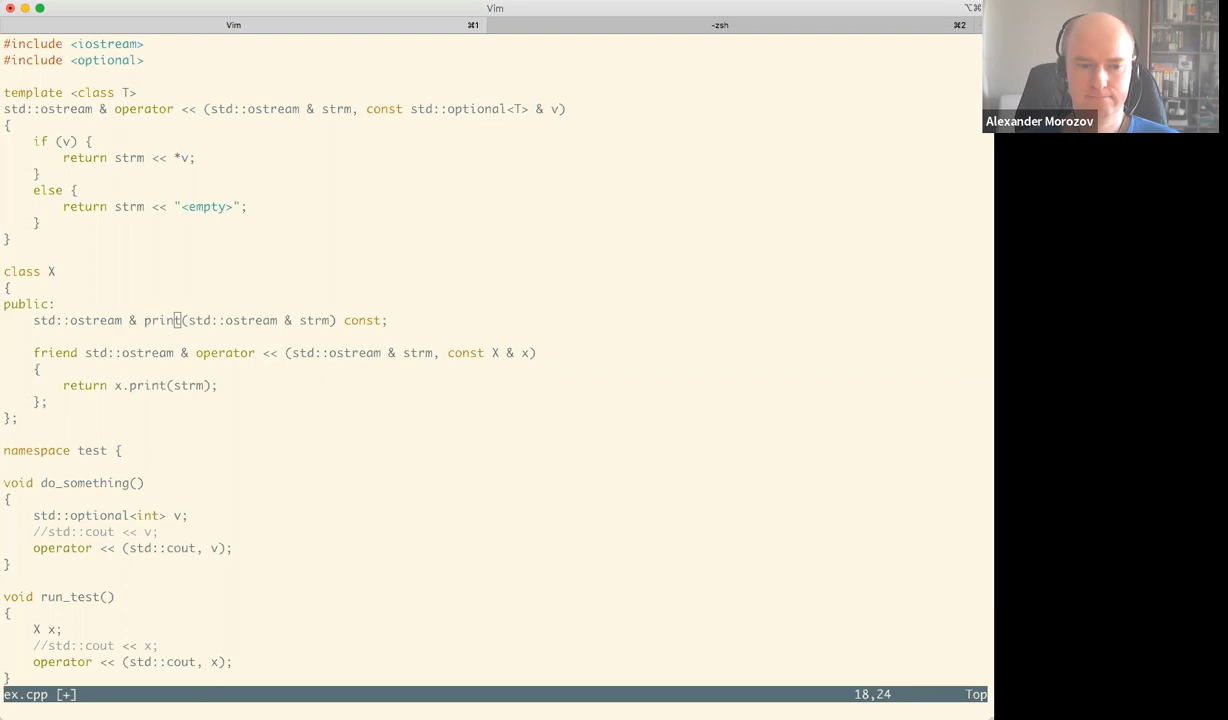 Vim
⌥⌘
Vim ⌘1 -zsh ⌘2
#include <iostream>
#include <optional>
template <class T>
std::ostream & operator << (std::ostream & strm, const std::optional<T> & v)
{
    if (v) {
        return strm << *v;
    }
    else {
        return strm << "<empty>";
    }
}
class X
{
public:
    std::ostream & print(std::ostream & strm) const;
    friend std::ostream & operator << (std::ostream & strm, const X & x)
    {
        return x.print(strm);
    };
};
namespace test {
void do_something()
{
    std::optional<int> v;
    //std::cout << v;
    operator << (std::cout, v);
}
void run_test()
{
    X x;
    //std::cout << x;
    operator << (std::cout, x);
}
ex.cpp [+] 18,24 Top
Alexander Morozov